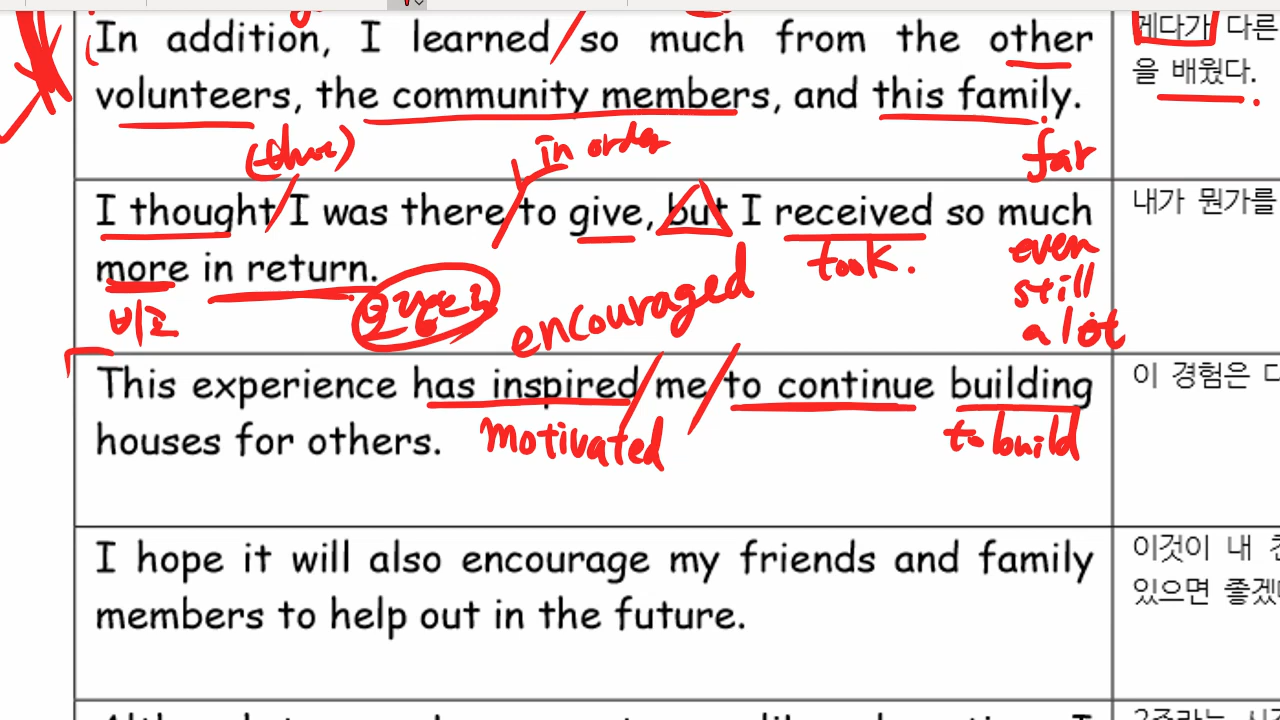 In addition, I learned so much from the other
게다가 다른
volunteers, the community members, and this family.
을 배웠다.
(that)
in order
far
I thought I was there to give, but I received so much
내가 뭔가를
more in return.
took.
even
still
a lot
비교
encouraged
This experience has inspired me to continue building
이 경험은 다
houses for others.
motivated
to build
I hope it will also encourage my friends and family
이것이 내 친
members to help out in the future.
있으면 좋겠다